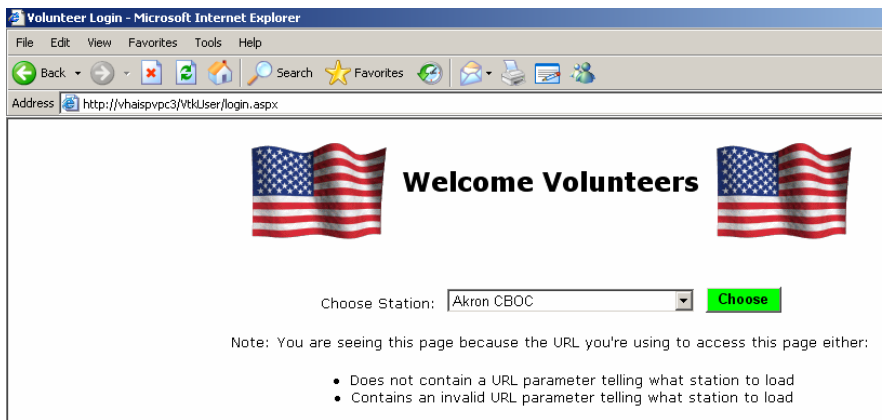 Volunteer Login - Microsoft Internet Explorer
File Edit View Favorites Tools Help
Back Search Favorites
Address http://vhaispvpc3/VtkUser/login.aspx
Welcome Volunteers
Choose Station: Akron CBOC Choose
Note: You are seeing this page because the URL you're using to access this page either:
• Does not contain a URL parameter telling what station to load
• Contains an invalid URL parameter telling what station to load